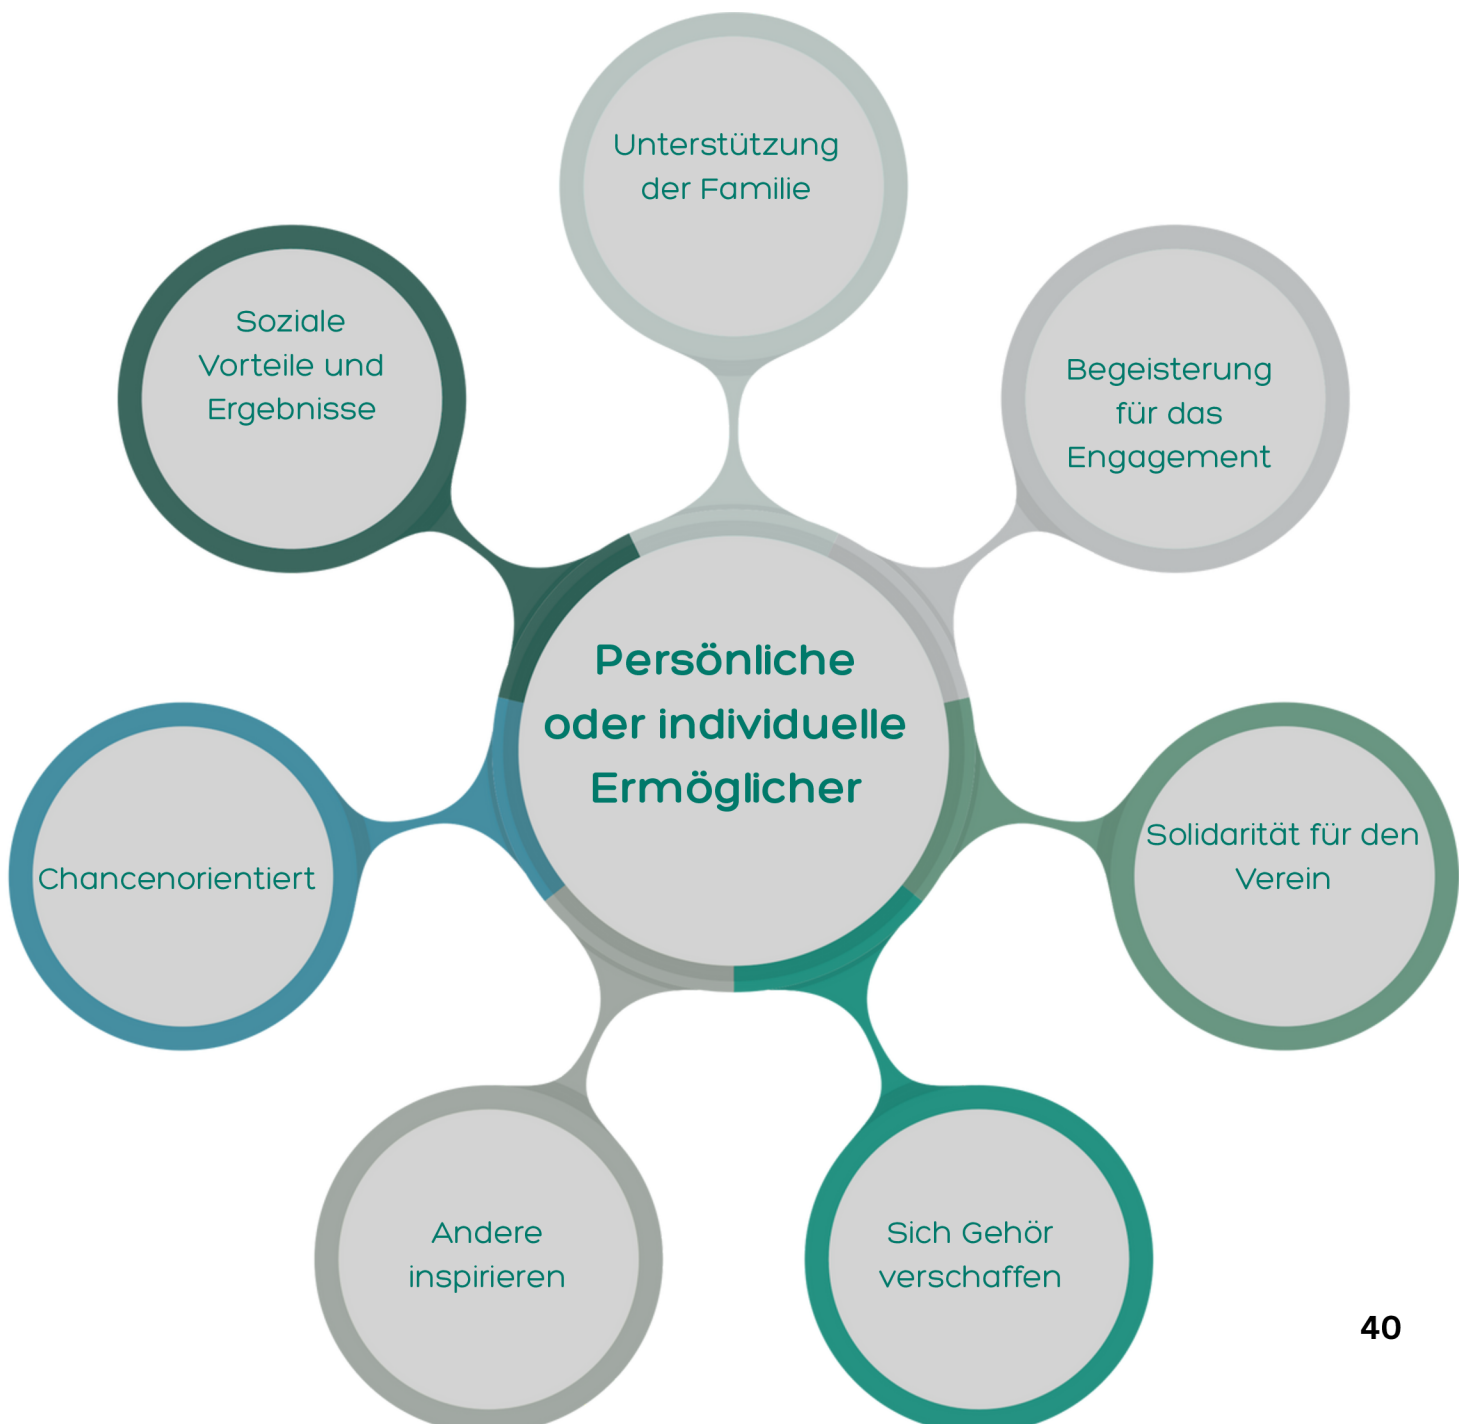 Unterstützung
der Familie
Soziale
Vorteile und
Ergebnisse
Begeisterung
für das
Engagement
Persönliche
oder individuelle
Ermöglicher
Chancenorientiert
Solidarität für den
Verein
Andere
inspirieren
Sich Gehör
verschaffen
40